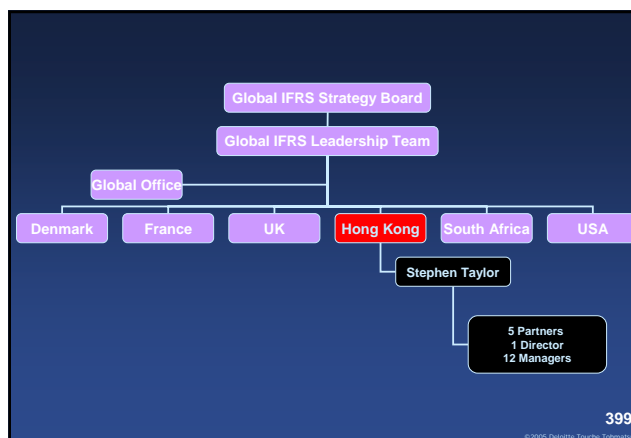 Global IFRS Strategy Board
Global IFRS Leadership Team
Global Office
Denmark
France
UK
Hong Kong
South Africa
USA
Stephen Taylor
5 Partners
1 Director
12 Managers
399
©2005 Deloitte Touche Tohmats